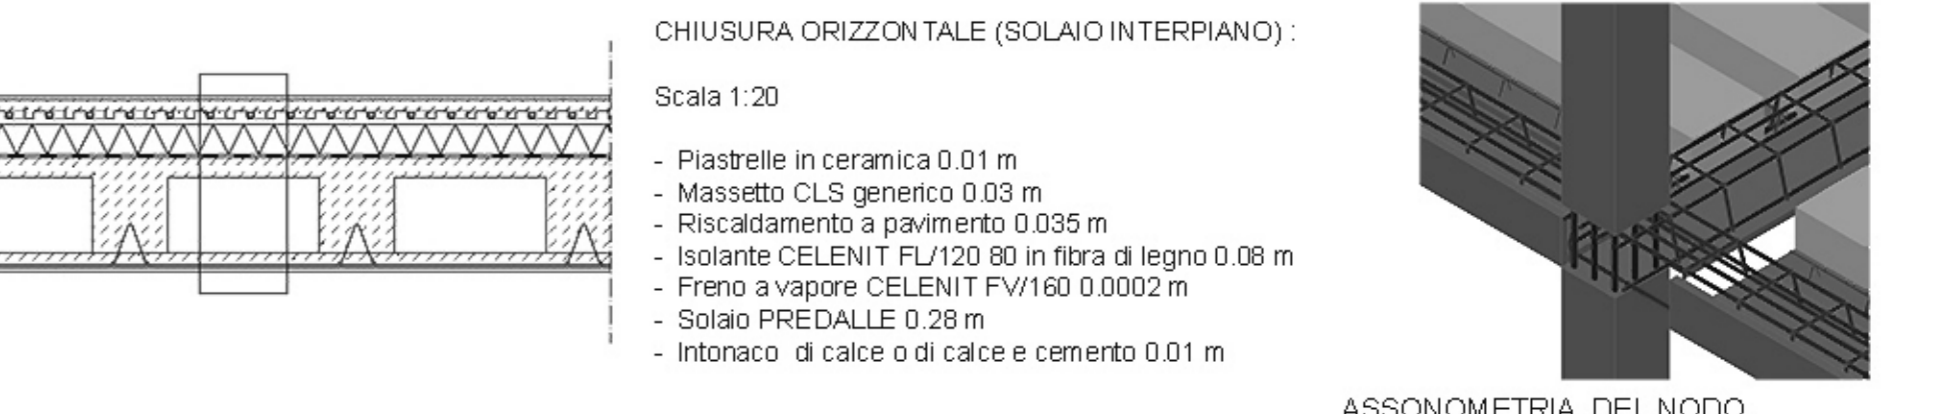 CHIUSURA ORIZZONTALE (SOLAIO INTERPIANO) :
Scala 1:20
- Piastrelle in ceramica 0.01 m
- Massetto CLS generico 0.03 m
- Riscaldamento a pavimento 0.035 m
- Isolante CELENIT FL/120 80 in fibra di legno 0.08 m
- Freno a vapore CELENIT FV/160 0.0002 m
- Solaio PREDALLE 0.28 m
- Intonaco di calce o di calce e cemento 0.01 m
ASSONOMETRIA DEL NODO